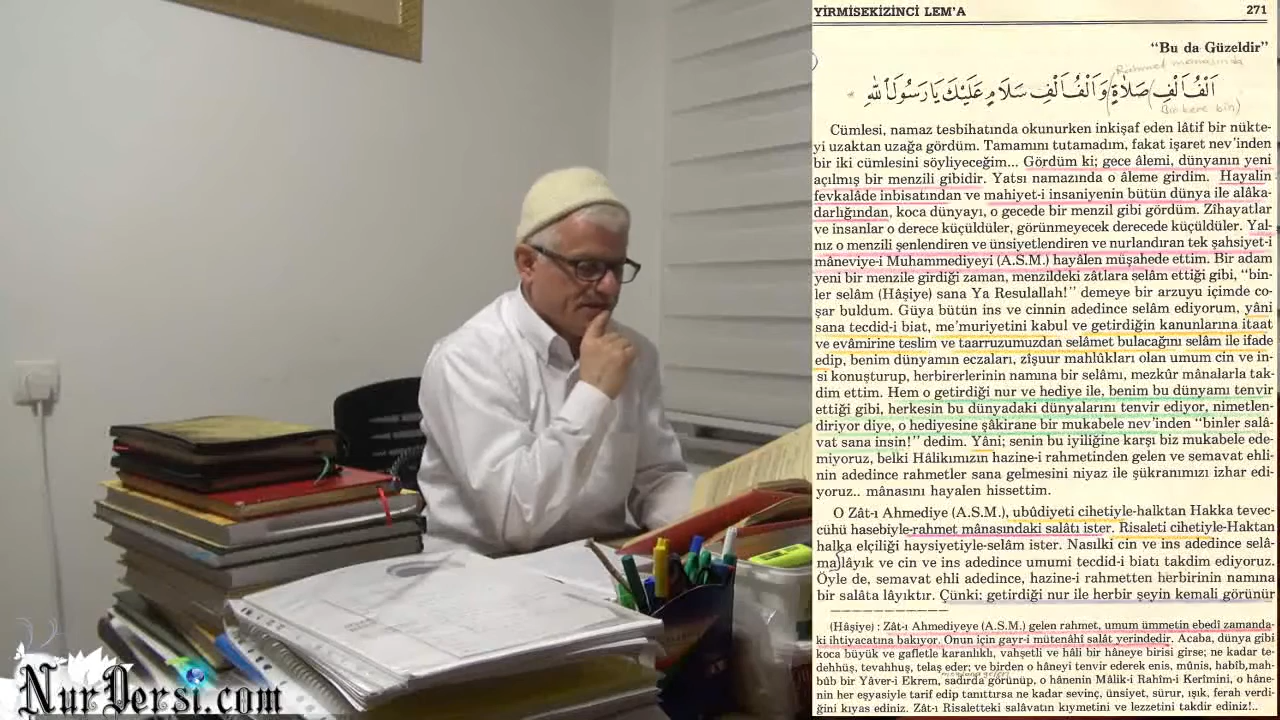 YİRMİSEKİZİNCİ LEM'A 271
"Bu da Güzeldir"
Rahmet manasında
اَلْفُ اَلْفِ صَلَاةٍ وَ اَلْفُ اَلْفِ سَلَامٍ عَلَيْكَ يَا رَسُولَ اللّٰهِ
Bin kere bin)
Cümlesi, namaz tesbihatında okunurken inkişaf eden lâtif bir nükte-
yi uzaktan uzağa gördüm. Tamamını tutamadım, fakat işaret nev'inden
bir iki cümlesini söyliyeceğim... Gördüm ki; gece âlemi, dünyanın yeni
açılmış bir menzili gibidir. Yatsı namazında o âleme girdim. Hayalin
fevkalâde inbisatından ve mahiyet-i insaniyenin bütün dünya ile alâka-
darlığından, koca dünyayı, o gecede bir menzil gibi gördüm. Zîhayatlar
ve insanlar o derece küçüldüler, görünmeyecek derecede küçüldüler. Yal-
nız o menzili şenlendiren ve ünsiyetlendiren ve nurlandıran tek şahsiyet-i
mâneviye-i Muhammediyeyi (A.S.M.) hayâlen müşahede ettim. Bir adam
yeni bir menzile girdiği zaman, menzildeki zâtlara selâm ettiği gibi, "bin-
ler selâm (Hâşiye) sana Ya Resulallah!" demeye bir arzuyu içimde co-
şar buldum. Güya bütün ins ve cinnin adedince selâm ediyorum, yâni
sana tecdid-i biat, me'muriyetini kabul ve getirdiğin kanunlarına itaat
ve evâmirine teslim ve taarruzumuzdan selâmet bulacağını selâm ile ifade
edip, benim dünyamın eczaları, zîşuur mahlûkları olan umum cin ve in-
si konuşturup, herbirerlerinin namına bir selâmı, mezkûr mânalarla tak-
dim ettim. Hem o getirdiği nur ve hediye ile, benim bu dünyamı tenvir
ettiği gibi, herkesin bu dünyadaki dünyalarını tenvir ediyor, nimetlen-
diriyor diye, o hediyesine şâkirane bir mukabele nev'inden "binler salâ-
vat sana insin!" dedim. Yâni; senin bu iyiliğine karşı biz mukabele ede-
miyoruz, belki Hâlikımızın hazine-i rahmetinden gelen ve semavat ehli-
nin adedince rahmetler sana gelmesini niyaz ile şükranımızı izhar edi-
yoruz.. mânasını hayalen hissettim.
O Zât-ı Ahmediye (A.S.M.), ubûdiyeti cihetiyle-halktan Hakka tevec-
cühü hasebiyle-rahmet mânasındaki salâtı ister. Risaleti cihetiyle-Haktan
halka elçiliği haysiyetiyle-selâm ister. Nasılki cin ve ins adedince selâ-
ma lâyık ve cin ve ins adedince umumi tecdid-i biatı takdim ediyoruz.
Öyle de, semavat ehli adedince, hazine-i rahmetten herbirinin namına
bir salâta lâyıktır. Çünki; getirdiği nur ile herbir şeyin kemali görünür
(Hâşiye) : Zât-ı Ahmediyeye (A.S.M.) gelen rahmet, umum ümmetin ebedî zamanda-
ki ihtiyacatına bakıyor. Onun için gayr-i mütenâhî salât yerindedir. Acaba, dünya gibi
koca büyük ve gafletle karanlıklı, vahşetli ve hâli bir hâneye birisi girse; ne kadar te-
dehhüş, tevahhuş, telaş eder; ve birden o hâneyi tenvir ederek enis, mûnis, habîb, mah-
bûb bir Yâver-i Ekrem, sadırda görünüp, o hânenin Mâlik-i Rahîm-i Kerîmini, o hâne-
nin her eşyasiyle tarif edip tanıttırsa ne kadar sevinç, ünsiyet, sürur, ışık, ferah verdi-
ğini kıyas ediniz. Zât-ı Risaletteki salâvatın kıymetini ve lezzetini takdir ediniz!..
NurDersi.com